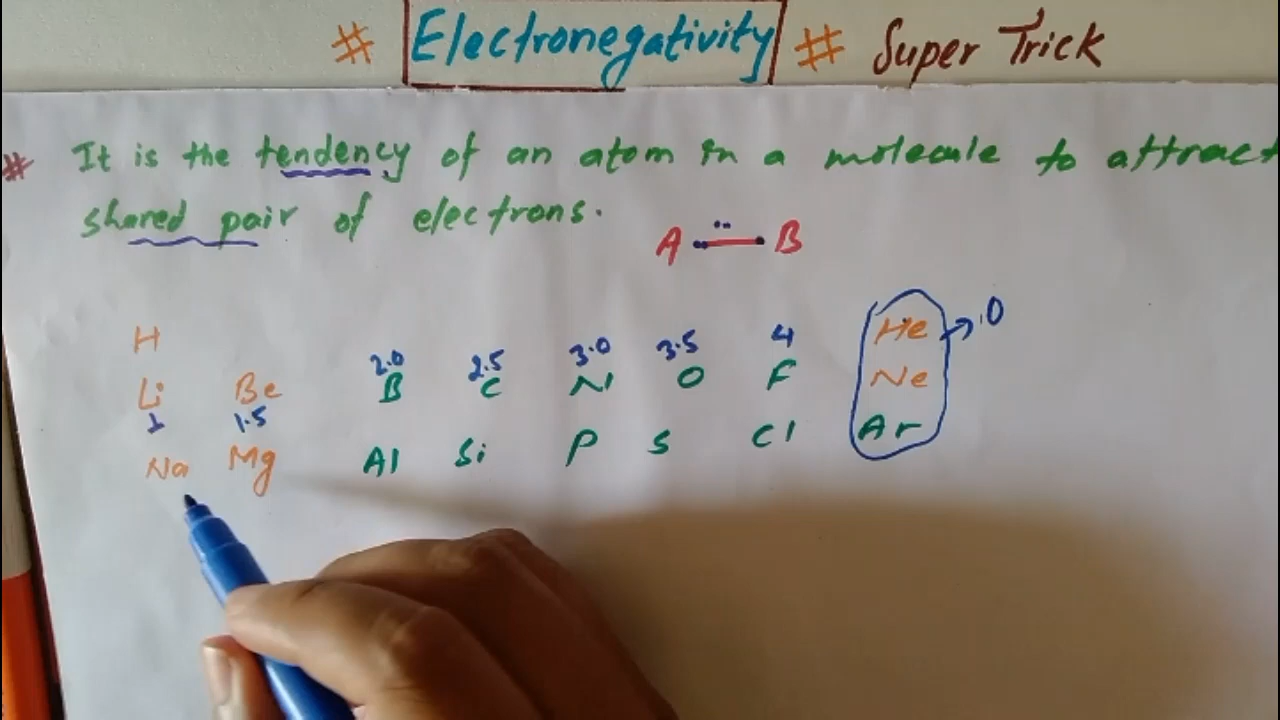 # Electronegativity # Super Trick
# It is the tendency of an atom in a molecule to attract
shared pair of electrons.
A B
H He → 0
2.0 2.5 3.0 3.5 4
Li Be B C N O F Ne
1 1.5
Na Mg Al Si P S Cl Ar